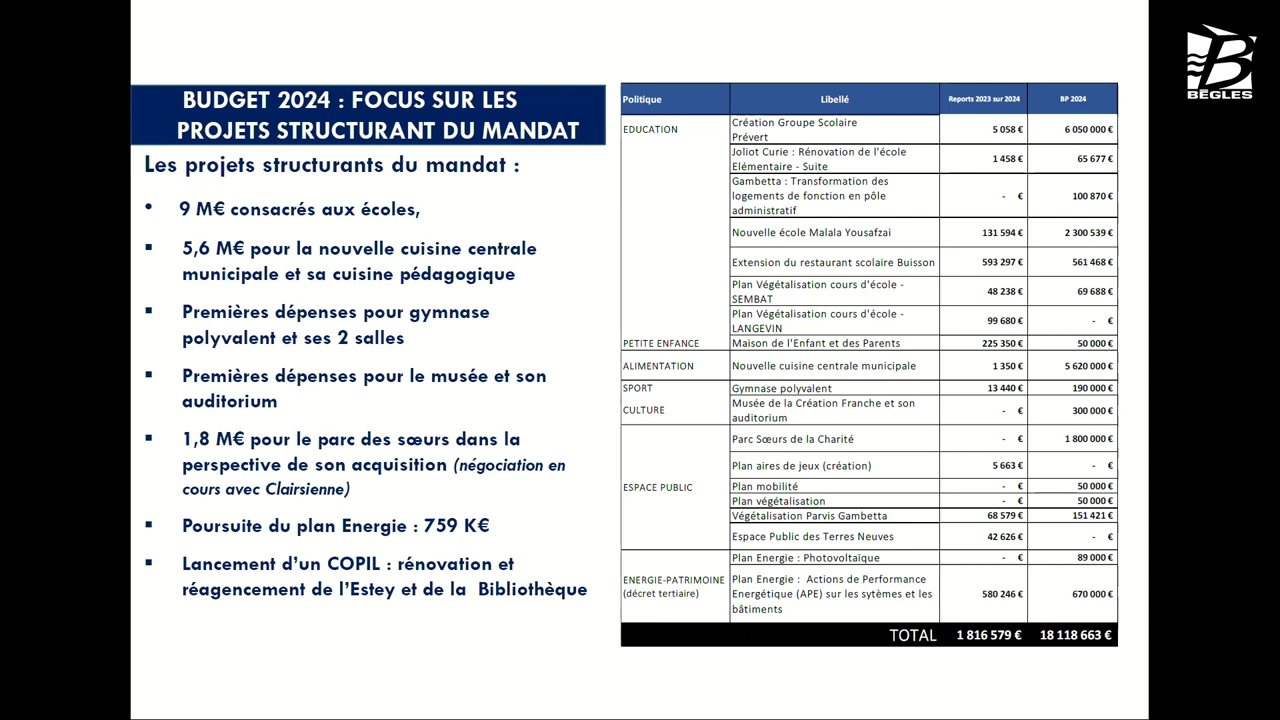 BUDGET 2024 : FOCUS SUR LES
PROJETS STRUCTURANT DU MANDAT
Les projets structurants du mandat :
• 9 M€ consacrés aux écoles,
▪ 5,6 M€ pour la nouvelle cuisine centrale
municipale et sa cuisine pédagogique
▪ Premières dépenses pour gymnase
polyvalent et ses 2 salles
▪ Premières dépenses pour le musée et son
auditorium
▪ 1,8 M€ pour le parc des sœurs dans la
perspective de son acquisition (négociation en
cours avec Clairsienne)
▪ Poursuite du plan Energie : 759 K€
▪ Lancement d'un COPIL : rénovation et
réagencement de l'Estey et de la Bibliothèque
Politique Libellé Reports 2023 sur 2024 BP 2024
EDUCATION Création Groupe Scolaire
Prévert 5 058 € 6 050 000 €
Joliot Curie : Rénovation de l'école
Elémentaire - Suite 1 458 € 65 677 €
Gambetta : Transformation des
logements de fonction en pôle
administratif - € 100 870 €
Nouvelle école Malala Yousafzai 131 594 € 2 300 539 €
Extension du restaurant scolaire Buisson 593 297 € 561 468 €
Plan Végétalisation cours d'école -
SEMBAT 48 238 € 69 688 €
Plan Végétalisation cours d'école -
LANGEVIN 99 680 € - €
PETITE ENFANCE Maison de l'Enfant et des Parents 225 350 € 50 000 €
ALIMENTATION Nouvelle cuisine centrale municipale 1 350 € 5 620 000 €
SPORT Gymnase polyvalent 13 440 € 190 000 €
CULTURE Musée de la Création Franche et son
auditorium - € 300 000 €
Parc Sœurs de la Charité - € 1 800 000 €
Plan aires de jeux (création) 5 663 € - €
ESPACE PUBLIC Plan mobilité - € 50 000 €
Plan végétalisation - € 50 000 €
Végétalisation Parvis Gambetta 68 579 € 151 421 €
Espace Public des Terres Neuves 42 626 € - €
Plan Energie : Photovoltaïque - € 89 000 €
ENERGIE-PATRIMOINE
(décret tertiaire) Plan Energie : Actions de Performance
Energétique (APE) sur les sytèmes et les
bâtiments 580 246 € 670 000 €
TOTAL 1 816 579 € 18 118 663 €
B
BEGLES